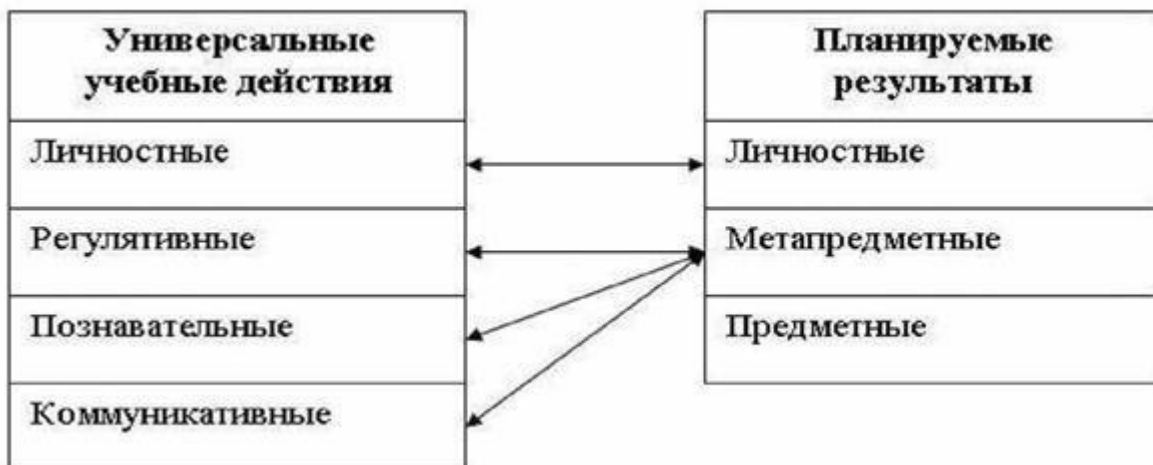 Универсальные
учебные действия
Личностные
Регулятивные
Познавательные
Коммуникативные
Планируемые
результаты
Личностные
Метапредметные
Предметные